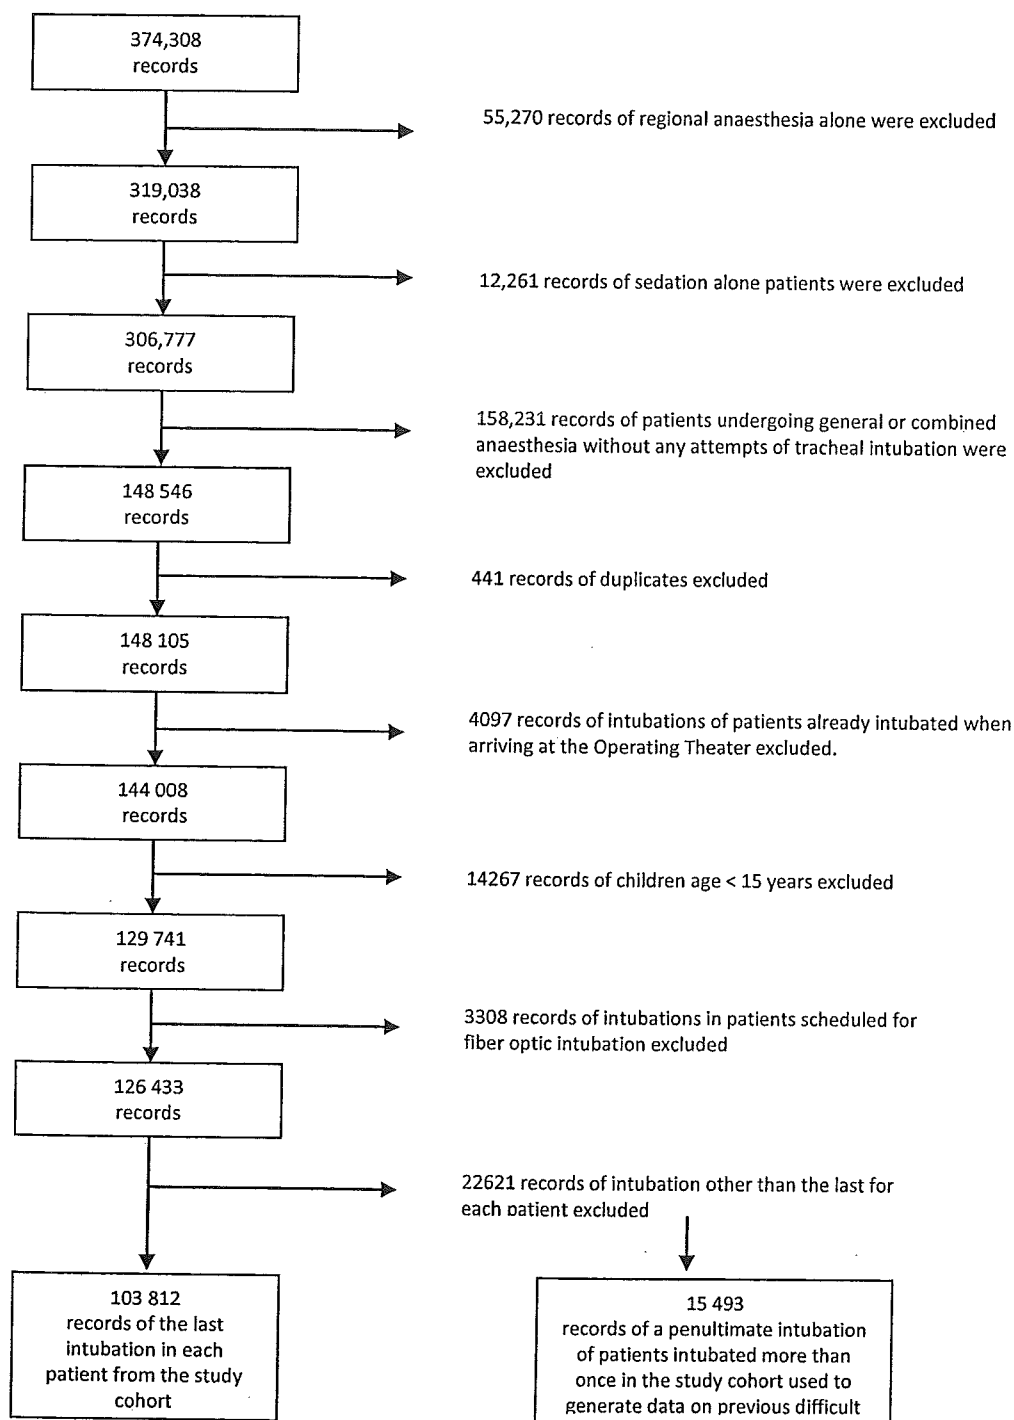 374,308
records
55,270 records of regional anaesthesia alone were excluded
319,038
records
12,261 records of sedation alone patients were excluded
306,777
records
158,231 records of patients undergoing general or combined
anaesthesia without any attempts of tracheal intubation were
excluded
148 546
records
441 records of duplicates excluded
148 105
records
4097 records of intubations of patients already intubated when
arriving at the Operating Theater excluded.
144 008
records
14267 records of children age < 15 years excluded
129 741
records
3308 records of intubations in patients scheduled for
fiber optic intubation excluded
126 433
records
22621 records of intubation other than the last for
each patient excluded
103 812
records of the last
intubation in each
patient from the study
cohort
15 493
records of a penultimate intubation
of patients intubated more than
once in the study cohort used to
generate data on previous difficult